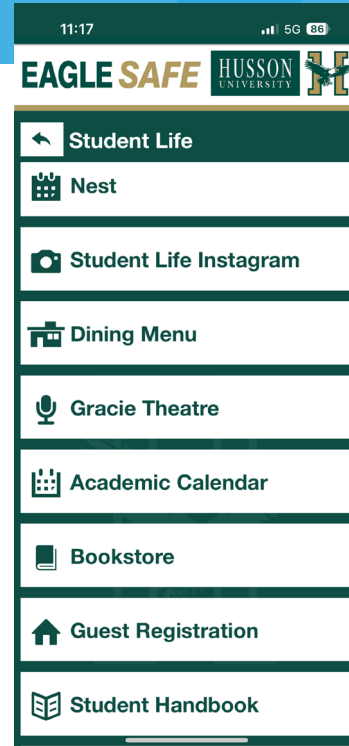 11:17
5G 86
EAGLE SAFE HUSSON
UNIVERSITY
Student Life
Nest
Student Life Instagram
Dining Menu
Gracie Theatre
Academic Calendar
Bookstore
Guest Registration
Student Handbook